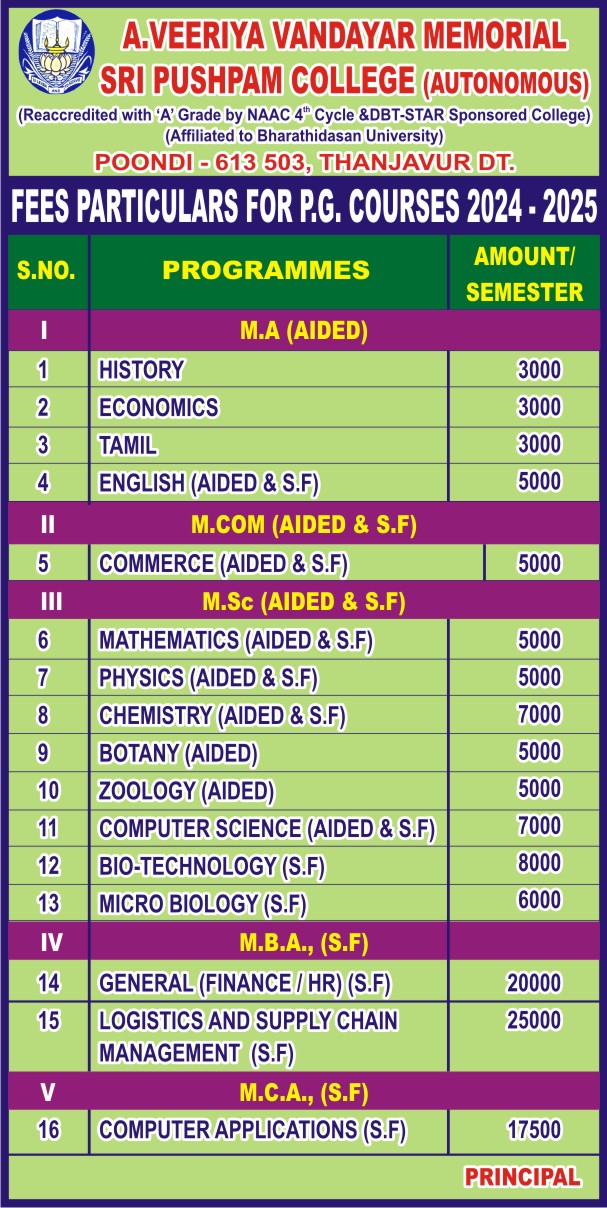 A.VEERIYA VANDAYAR MEMORIAL
SRI PUSHPAM COLLEGE (AUTONOMOUS)
(Reaccredited with ‘A’ Grade by NAAC 4th Cycle &DBT-STAR Sponsored College)
(Affiliated to Bharathidasan University)
POONDI - 613 503, THANJAVUR DT.
FEES PARTICULARS FOR P.G. COURSES 2024 - 2025
S.NO. PROGRAMMES AMOUNT/ SEMESTER
I M.A (AIDED)
1 HISTORY 3000
2 ECONOMICS 3000
3 TAMIL 3000
4 ENGLISH (AIDED & S.F) 5000
II M.COM (AIDED & S.F)
5 COMMERCE (AIDED & S.F) 5000
III M.Sc (AIDED & S.F)
6 MATHEMATICS (AIDED & S.F) 5000
7 PHYSICS (AIDED & S.F) 5000
8 CHEMISTRY (AIDED & S.F) 7000
9 BOTANY (AIDED) 5000
10 ZOOLOGY (AIDED) 5000
11 COMPUTER SCIENCE (AIDED & S.F) 7000
12 BIO-TECHNOLOGY (S.F) 8000
13 MICRO BIOLOGY (S.F) 6000
IV M.B.A., (S.F)
14 GENERAL (FINANCE / HR) (S.F) 20000
15 LOGISTICS AND SUPPLY CHAIN 25000
MANAGEMENT (S.F)
V M.C.A., (S.F)
16 COMPUTER APPLICATIONS (S.F) 17500
PRINCIPAL